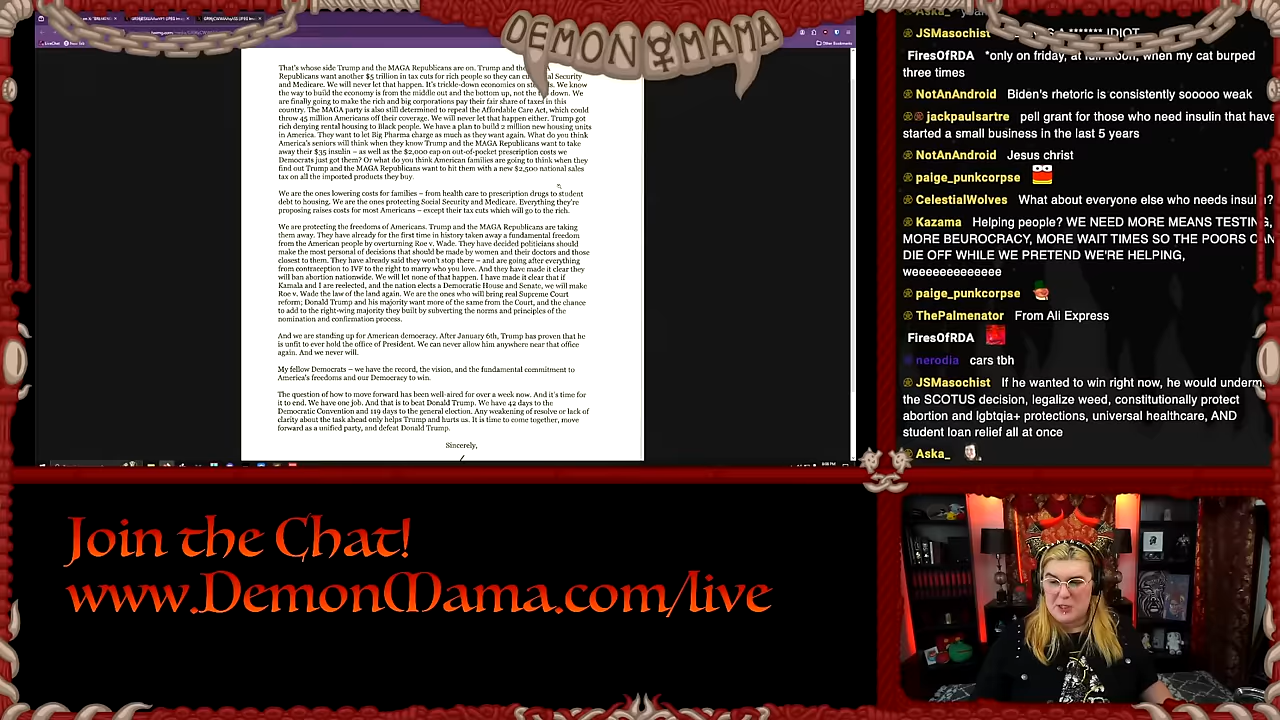 DEMON MAMA
LiveChat
New Tab
Other Bookmarks
That's whose side Trump and the MAGA Republicans are on. Trump and the
Republicans want another $5 trillion in tax cuts for rich people so they can cu al Security
and Medicare. We will never let that happen. It's trickle-down economics on st ds. We know
the way to build the economy is from the middle out and the bottom up, not the down. We
are finally going to make the rich and big corporations pay their fair share of taxes in this
country. The MAGA party is also still determined to repeal the Affordable Care Act, which could
throw 45 million Americans off their coverage. We will never let that happen either. Trump got
rich denying rental housing to Black people. We have a plan to build 2 million new housing units
in America. They want to let Big Pharma charge as much as they want again. What do you think
America's seniors will think when they know Trump and the MAGA Republicans want to take
away their $35 insulin – as well as the $2,000 cap on out-of-pocket prescription costs we
Democrats just got them? Or what do you think American families are going to think when they
find out Trump and the MAGA Republicans want to hit them with a new $2,500 national sales
tax on all the imported products they buy.
We are the ones lowering costs for families – from health care to prescription drugs to student
debt to housing. We are the ones protecting Social Security and Medicare. Everything they're
proposing raises costs for most Americans – except their tax cuts which will go to the rich.
We are protecting the freedoms of Americans. Trump and the MAGA Republicans are taking
them away. They have already for the first time in history taken away a fundamental freedom
from the American people by overturning Roe v. Wade. They have decided politicians should
make the most personal of decisions that should be made by women and their doctors and those
closest to them. They have already said they won't stop there – and are going after everything
from contraception to IVF to the right to marry who you love. And they have made it clear they
will ban abortion nationwide. We will let none of that happen. I have made it clear that if
Kamala and I are reelected, and the nation elects a Democratic House and Senate, we will make
Roe v. Wade the law of the land again. We are the ones who will bring real Supreme Court
reform; Donald Trump and his majority want more of the same from the Court, and the chance
to add to the right-wing majority they built by subverting the norms and principles of the
nomination and confirmation process.
And we are standing up for American democracy. After January 6th, Trump has proven that he
is unfit to ever hold the office of President. We can never allow him anywhere near that office
again. And we never will.
My fellow Democrats – we have the record, the vision, and the fundamental commitment to
America's freedoms and our Democracy to win.
The question of how to move forward has been well-aired for over a week now. And it's time for
it to end. We have one job. And that is to beat Donald Trump. We have 42 days to the
Democratic Convention and 119 days to the general election. Any weakening of resolve or lack of
clarity about the task ahead only helps Trump and hurts us. It is time to come together, move
forward as a unified party, and defeat Donald Trump.
Sincerely,
Aska_
JSMasochist A ******* IDIOT
FiresOfRDA *only on friday, at full moon, when my cat burped
three times
NotAnAndroid Biden's rhetoric is consistently sooooo weak
jackpaulsartre pell grant for those who need insulin that have
started a small business in the last 5 years
NotAnAndroid Jesus christ
paige_punkcorpse
CelestialWolves What about everyone else who needs insulin?
Kazama Helping people? WE NEED MORE MEANS TESTING,
MORE BEUROCRACY, MORE WAIT TIMES SO THE POORS CAN
DIE OFF WHILE WE PRETEND WE'RE HELPING,
weeeeeeeeeeeee
paige_punkcorpse
ThePalmenator From Ali Express
FiresOfRDA
nerodia cars tbh
JSMasochist If he wanted to win right now, he would underm
the SCOTUS decision, legalize weed, constitutionally protect
abortion and lgbtqia+ protections, universal healthcare, AND
student loan relief all at once
Aska_
Join the Chat!
www.DemonMama.com/live